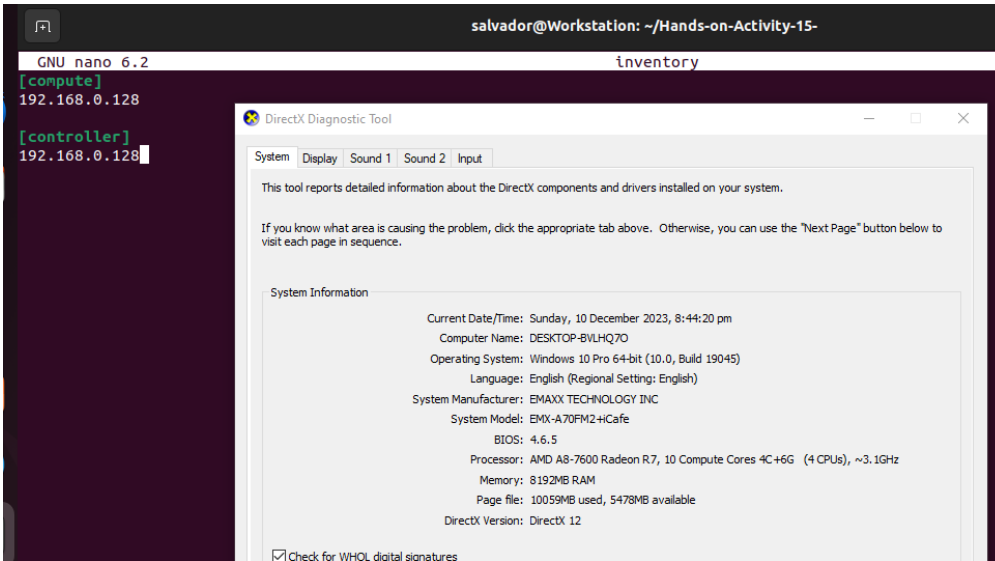 salvador@Workstation: ~/Hands-on-Activity-15-
GNU nano 6.2 inventory
[compute]
192.168.0.128
[controller]
192.168.0.128
DirectX Diagnostic Tool
System Display Sound 1 Sound 2 Input
This tool reports detailed information about the DirectX components and drivers installed on your system.
If you know what area is causing the problem, click the appropriate tab above. Otherwise, you can use the "Next Page" button below to
visit each page in sequence.
System Information
Current Date/Time: Sunday, 10 December 2023, 8:44:20 pm
Computer Name: DESKTOP-BVLHQ7O
Operating System: Windows 10 Pro 64-bit (10.0, Build 19045)
Language: English (Regional Setting: English)
System Manufacturer: EMAXX TECHNOLOGY INC
System Model: EMX-A70FM2+iCafe
BIOS: 4.6.5
Processor: AMD A8-7600 Radeon R7, 10 Compute Cores 4C+6G (4 CPUs), ~3.1GHz
Memory: 8192MB RAM
Page file: 10059MB used, 5478MB available
DirectX Version: DirectX 12
Check for WHQL digital signatures